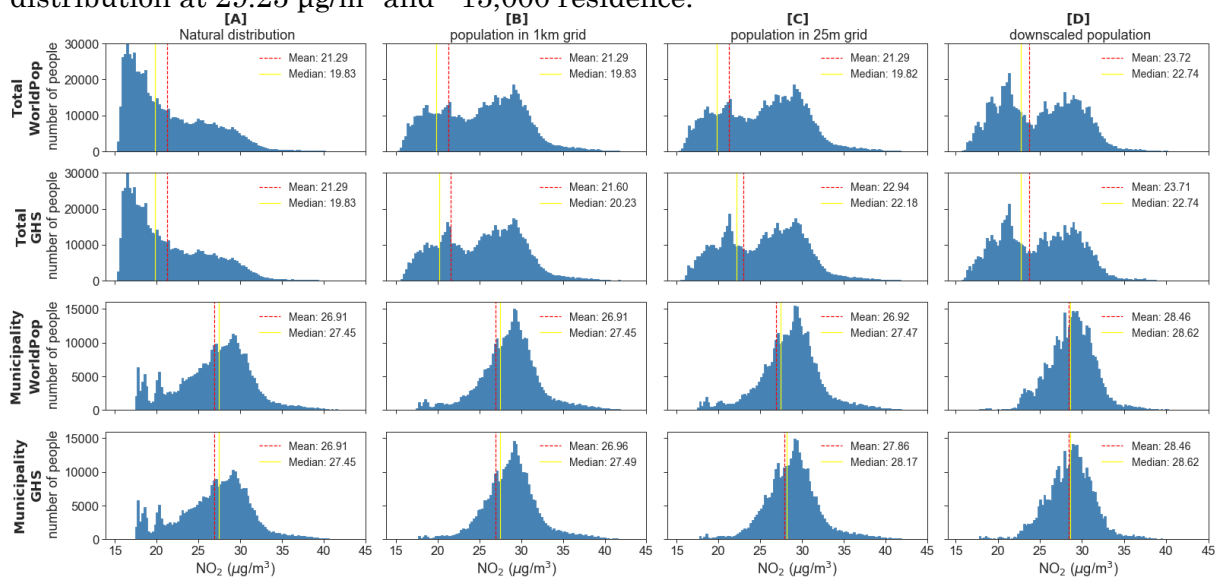 distribution at 29.25 µg/m³ and ~15,000 residence.
[A] [B] [C] [D]
Natural distribution population in 1km grid population in 25m grid downscaled population
Total
WorldPop
number of people
30000
20000
10000
0
Mean: 21.29
Median: 19.83
Mean: 21.29
Median: 19.83
Mean: 21.29
Median: 19.82
Mean: 23.72
Median: 22.74
Total
GHS
number of people
30000
20000
10000
0
Mean: 21.29
Median: 19.83
Mean: 21.60
Median: 20.23
Mean: 22.94
Median: 22.18
Mean: 23.71
Median: 22.74
Municipality
WorldPop
number of people
15000
10000
5000
0
Mean: 26.91
Median: 27.45
Mean: 26.91
Median: 27.45
Mean: 26.92
Median: 27.47
Mean: 28.46
Median: 28.62
Municipality
GHS
number of people
15000
10000
5000
0
Mean: 26.91
Median: 27.45
Mean: 26.96
Median: 27.49
Mean: 27.86
Median: 28.17
Mean: 28.46
Median: 28.62
15 20 25 30 35 40 45 15 20 25 30 35 40 45 15 20 25 30 35 40 45 15 20 25 30 35 40 45
NO₂ (µg/m³) NO₂ (µg/m³) NO₂ (µg/m³) NO₂ (µg/m³)